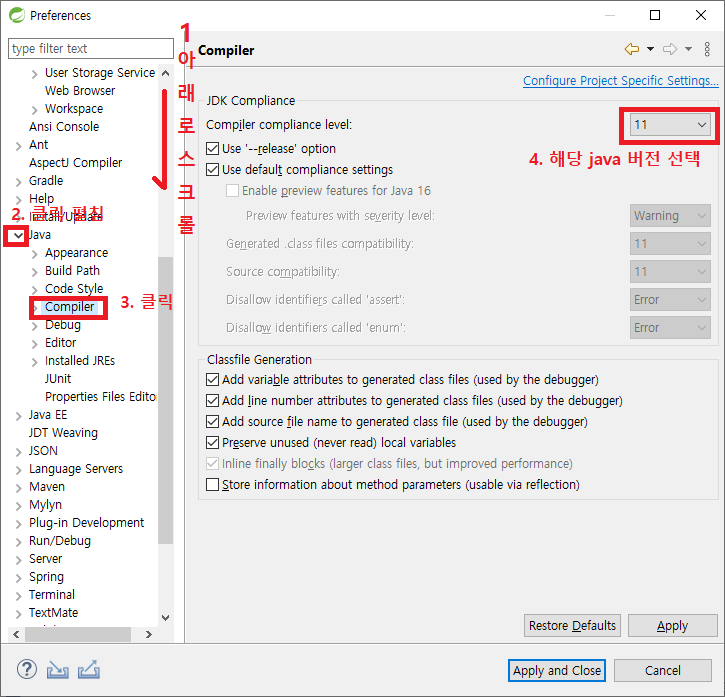 Preferences
type filter text
User Storage Service
Web Browser
Workspace
Ansi Console
Ant
AspectJ Compiler
Gradle
Help
Install/Update
Java
Appearance
Build Path
Code Style
Compiler
Debug
Editor
Installed JREs
JUnit
Properties Files Edito
Java EE
JDT Weaving
JSON
Language Servers
Maven
Mylyn
Plug-in Development
Run/Debug
Server
Spring
Terminal
TextMate
1 아래로 스크롤
2. 클릭 펼치
3. 클릭
Compiler
Configure Project Specific Settings...
JDK Compliance
Compiler compliance level: 11
4. 해당 java 버전 선택
Use '--release' option
Use default compliance settings
Enable preview features for Java 16
Preview features with severity level: Warning
Generated .class files compatibility: 11
Source compatibility: 11
Disallow identifiers called 'assert': Error
Disallow identifiers called 'enum': Error
Classfile Generation
Add variable attributes to generated class files (used by the debugger)
Add line number attributes to generated class files (used by the debugger)
Add source file name to generated class file (used by the debugger)
Preserve unused (never read) local variables
Inline finally blocks (larger class files, but improved performance)
Store information about method parameters (usable via reflection)
Restore Defaults Apply
? Apply and Close Cancel